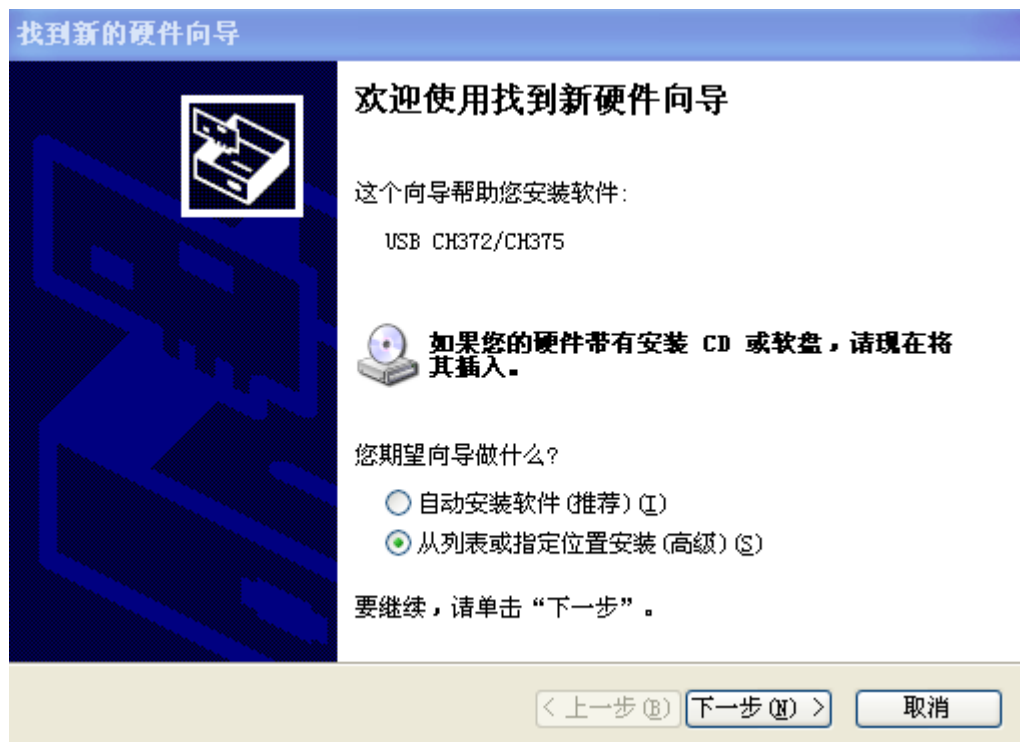 找到新的硬件向导
欢迎使用找到新硬件向导
这个向导帮助您安装软件:
USB CH372/CH375
如果您的硬件带有安装 CD 或软盘，请现在将
其插入。
您期望向导做什么?
自动安装软件(推荐)(I)
从列表或指定位置安装(高级)(S)
要继续，请单击“下一步”。
< 上一步(B) 下一步(N) > 取消